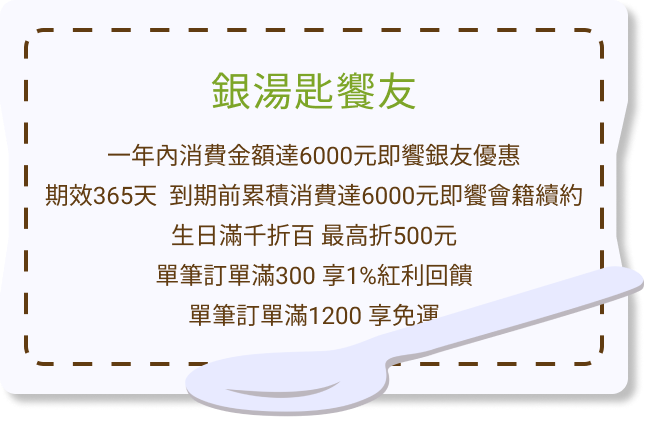 銀湯匙饗友
一年內消費金額達6000元即饗銀友優惠
期效365天 到期前累積消費達6000元即饗會籍續約
生日滿千折百 最高折500元
單筆訂單滿300 享1%紅利回饋
單筆訂單滿1200 享免運